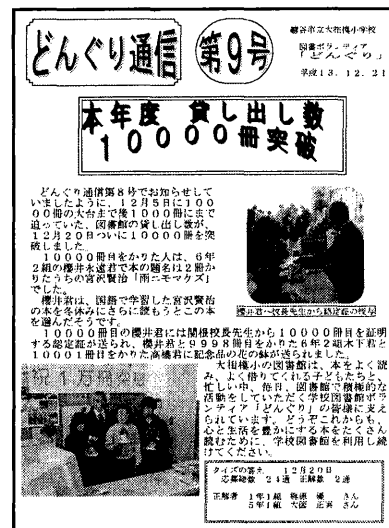 どんぐり通信
第9号
越谷市立大相模小学校
図書ボランティア
「どんぐり」
平成13.12.21
本年度 貸し出し数
10000冊突破
どんぐり通信第8号でお知らせして
いましたように、12月5日に100
00冊の大台まで後1000冊にまで
迫っていた、図書館の貸し出し数が、
12月20日ついに10000冊を突
破しました。
10000冊目をかりた人は、6年
2組の櫻井永遠君で本の題名は2冊か
りたうちの宮沢賢治「雨ニモマケズ」
でした。
櫻井君は、国語で学習した宮沢賢治
の本を冬休みにさらに読もうとこの本
を選んだそうです。
櫻井君へ校長先生から認定証の授与
10000冊目の櫻井君には関根校長先生から10000冊目を証明
する認定証が送られ、櫻井君と9998冊目をかりた6年2組木下君と
10001冊目をかりた高橋君に記念品の花の鉢が送られました。
祝1万冊
大相模小の図書館は、本をよく読
み、よく借りてくれる子どもたちと、
忙しい中、毎日、図書館で積極的な
活動をしていただく学校図書館ボラ
ンティア「どんぐり」の皆様に支え
られています。どうぞこれからも、
心と生活を豊かにする本をたくさん
読むために、学校図書館を利用し続
けてください。
クイズの答え 12月20日
応募総数 24通 正解数 2通
正解者 1年1組 さん
5年1組 さん